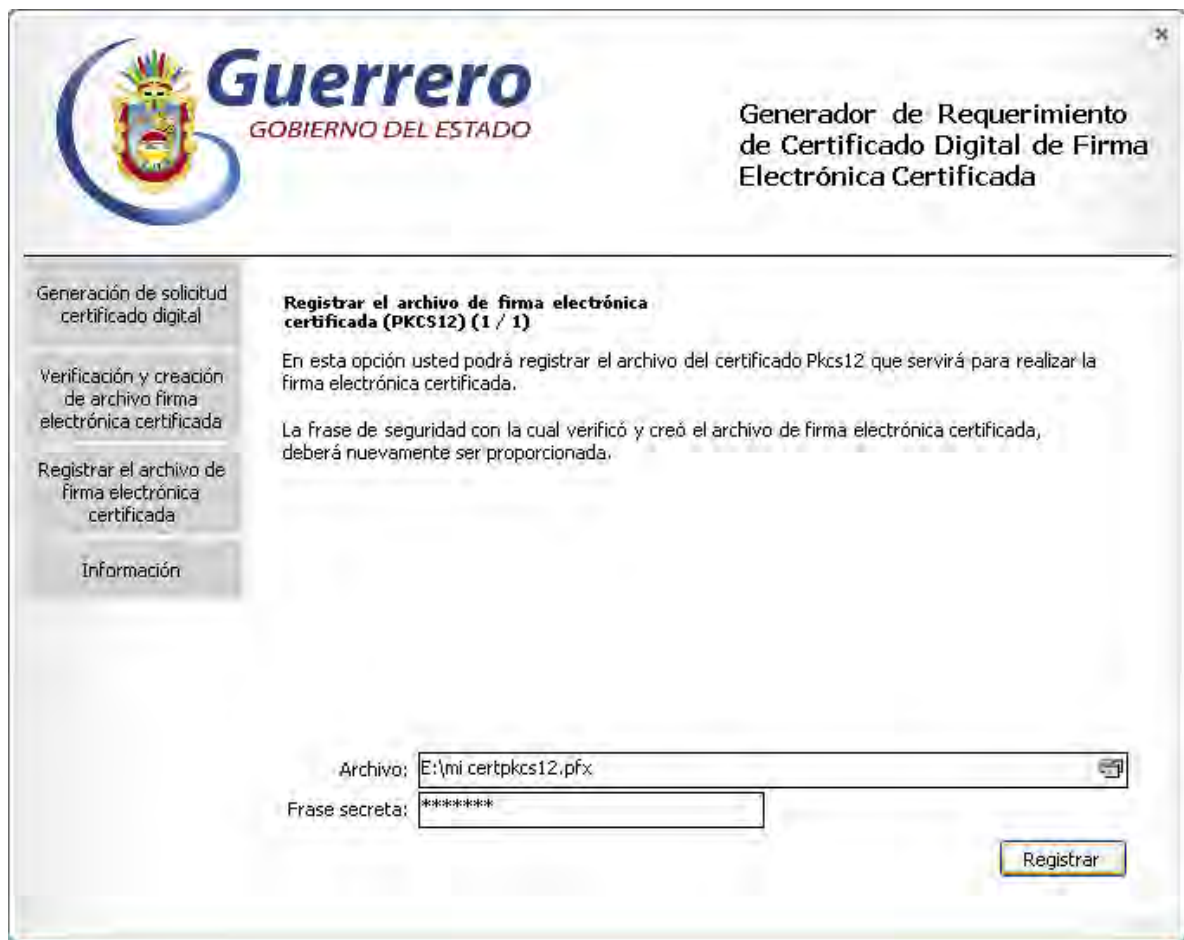 Guerrero
GOBIERNO DEL ESTADO
Generador de Requerimiento
de Certificado Digital de Firma
Electrónica Certificada
Generación de solicitud
certificado digital
Verificación y creación
de archivo firma
electrónica certificada
Registrar el archivo de
firma electrónica
certificada
Información
Registrar el archivo de firma electrónica
certificada (PKCS12) (1 / 1)
En esta opción usted podrá registrar el archivo del certificado Pkcs12 que servirá para realizar la
firma electrónica certificada.
La frase de seguridad con la cual verificó y creó el archivo de firma electrónica certificada,
deberá nuevamente ser proporcionada.
Archivo: E:\mi certpkcs12.pfx
Frase secreta: *******
Registrar